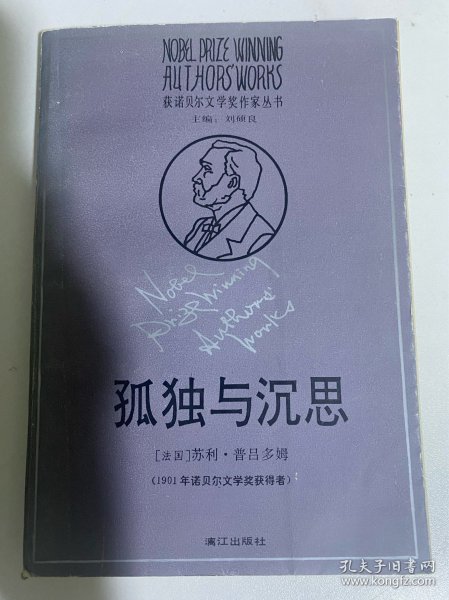 NOBEL PRIZE WINNING
AUTHORS' WORKS
获诺贝尔文学奖作家丛书
主编：刘硕良
Nobel
Prize Winning
Authors'
Works
孤独与沉思
[法国]苏利·普吕多姆
(1901年诺贝尔文学奖获得者)
漓江出版社
孔夫子旧书网
www.kongfz.com